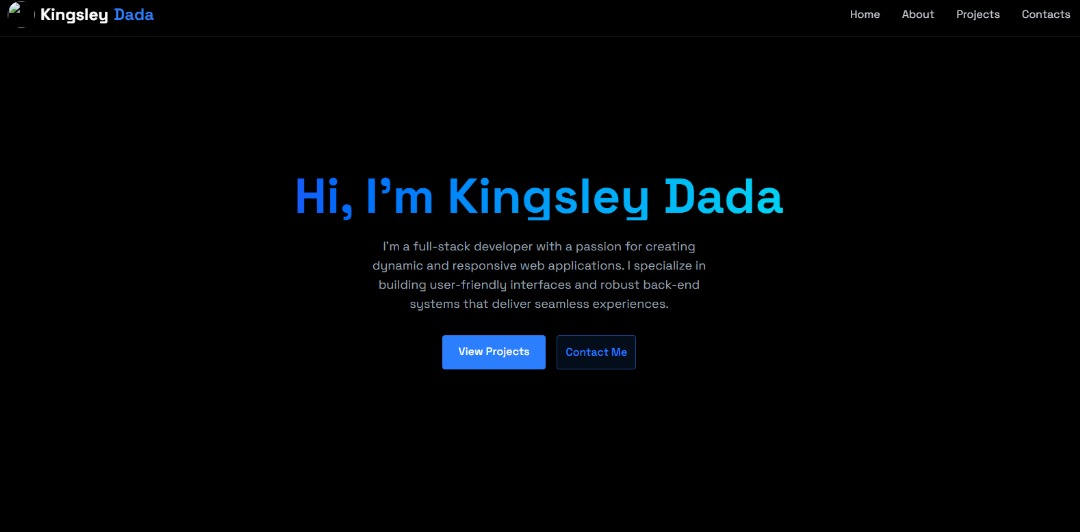 Kingsley Dada
Home About Projects Contacts
Hi, I'm Kingsley Dada
I'm a full-stack developer with a passion for creating
dynamic and responsive web applications. I specialize in
building user-friendly interfaces and robust back-end
systems that deliver seamless experiences.
View Projects
Contact Me